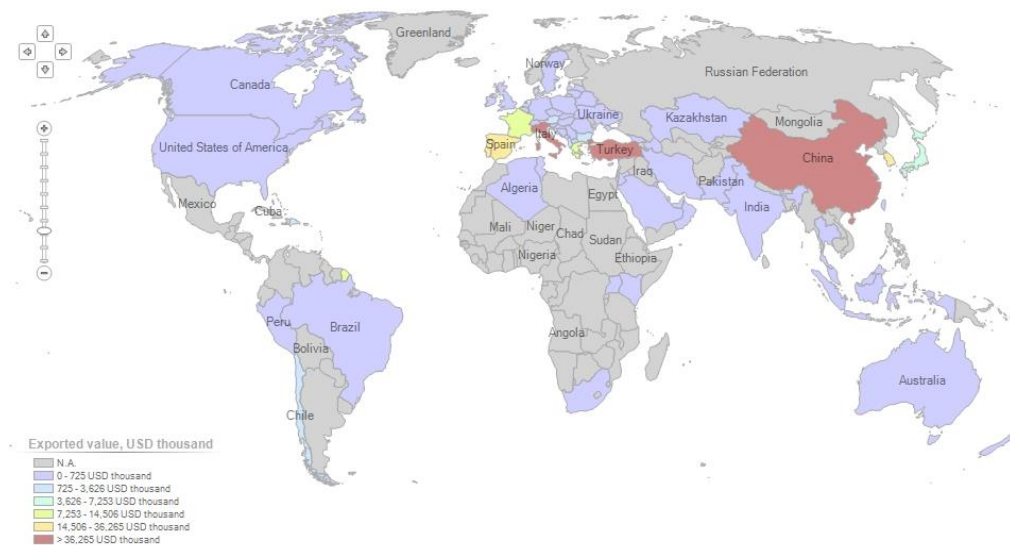 Greenland
Norway
Russian Federation
Canada
Ukraine
Kazakhstan
Mongolia
United States of America
Spain
Italy
Turkey
China
Iraq
Pakistan
Algeria
Egypt
India
Mexico
Cuba
Mali
Niger
Chad
Sudan
Nigeria
Ethiopia
Peru
Brazil
Angola
Bolivia
Australia
Chile
Exported value, USD thousand
N.A.
0 - 725 USD thousand
725 - 3,626 USD thousand
3,626 - 7,253 USD thousand
7,253 - 14,506 USD thousand
14,506 - 36,265 USD thousand
> 36,265 USD thousand